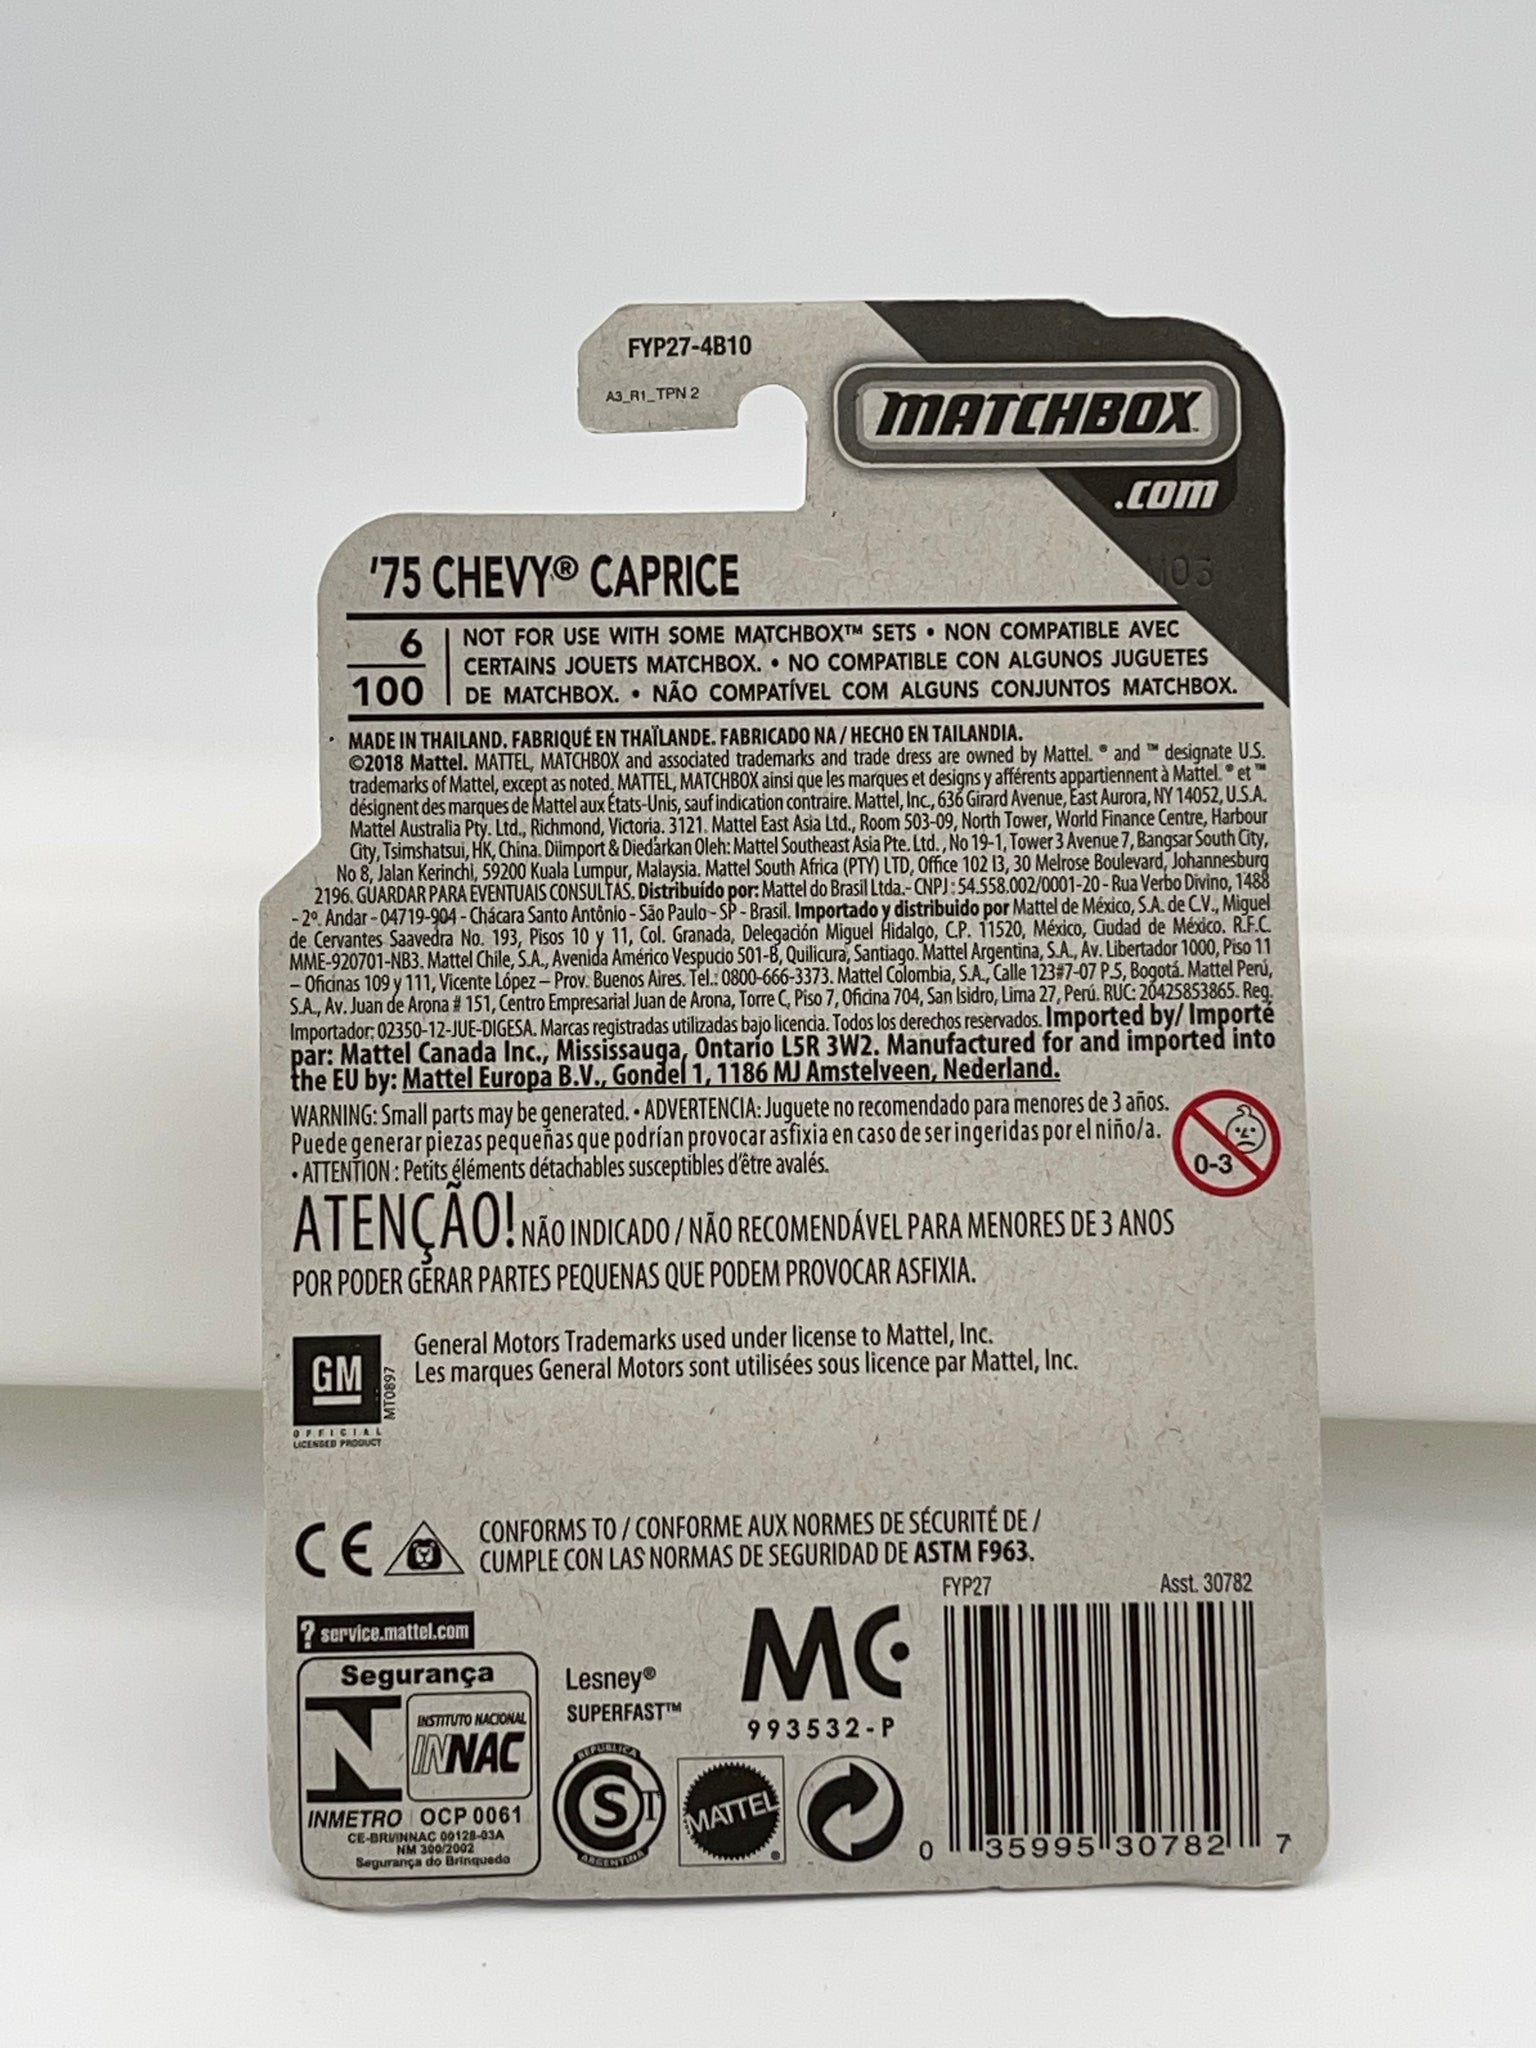 FYP27-4B10
A3_R1_TPN 2
MATCHBOX™
.com
'75 CHEVY® CAPRICE
6
100
NOT FOR USE WITH SOME MATCHBOX™ SETS • NON COMPATIBLE AVEC
CERTAINS JOUETS MATCHBOX. • NO COMPATIBLE CON ALGUNOS JUGUETES
DE MATCHBOX. • NÃO COMPATÍVEL COM ALGUNS CONJUNTOS MATCHBOX.
MADE IN THAILAND. FABRIQUÉ EN THAÏLANDE. FABRICADO NA / HECHO EN TAILANDIA.
©2018 Mattel. MATTEL, MATCHBOX and associated trademarks and trade dress are owned by Mattel. ® and ™ designate U.S.
trademarks of Mattel, except as noted. MATTEL, MATCHBOX ainsi que les marques et designs y afférents appartiennent à Mattel. ® et ™
désignent des marques de Mattel aux États-Unis, sauf indication contraire. Mattel, Inc., 636 Girard Avenue, East Aurora, NY 14052, U.S.A.
Mattel Australia Pty. Ltd., Richmond, Victoria. 3121. Mattel East Asia Ltd., Room 503-09, North Tower, World Finance Centre, Harbour
City, Tsimshatsui, HK, China. Diimport & Diedarkan Oleh: Mattel Southeast Asia Pte. Ltd., No 19-1, Tower 3 Avenue 7, Bangsar South City,
No 8, Jalan Kerinchi, 59200 Kuala Lumpur, Malaysia. Mattel South Africa (PTY) LTD, Office 102 I3, 30 Melrose Boulevard, Johannesburg
2196. GUARDAR PARA EVENTUAIS CONSULTAS. Distribuído por: Mattel do Brasil Ltda.- CNPJ : 54.558.002/0001-20 - Rua Verbo Divino, 1488
- 2º. Andar - 04719-904 - Chácara Santo Antônio - São Paulo - SP - Brasil. Importado y distribuido por Mattel de México, S.A. de C.V., Miguel
de Cervantes Saavedra No. 193, Pisos 10 y 11, Col. Granada, Delegación Miguel Hidalgo, C.P. 11520, México, Ciudad de México. R.F.C.
MME-920701-NB3. Mattel Chile, S.A., Avenida Américo Vespucio 501-B, Quilicura, Santiago. Mattel Argentina, S.A., Av. Libertador 1000, Piso 11
– Oficinas 109 y 111, Vicente López – Prov. Buenos Aires. Tel.: 0800-666-3373. Mattel Colombia, S.A., Calle 123#7-07 P.5, Bogotá. Mattel Perú,
S.A., Av. Juan de Arona # 151, Centro Empresarial Juan de Arona, Torre C, Piso 7, Oficina 704, San Isidro, Lima 27, Perú. RUC: 20425853865. Reg.
Importador: 02350-12-JUE-DIGESA. Marcas registradas utilizadas bajo licencia. Todos los derechos reservados. Imported by/ Importé
par: Mattel Canada Inc., Mississauga, Ontario L5R 3W2. Manufactured for and imported into
the EU by: Mattel Europa B.V., Gondel 1, 1186 MJ Amstelveen, Nederland.
WARNING: Small parts may be generated. • ADVERTENCIA: Juguete no recomendado para menores de 3 años.
Puede generar piezas pequeñas que podrían provocar asfixia en caso de ser ingeridas por el niño/a.
• ATTENTION : Petits éléments détachables susceptibles d'être avalés.
0-3
ATENÇÃO! NÃO INDICADO / NÃO RECOMENDÁVEL PARA MENORES DE 3 ANOS
POR PODER GERAR PARTES PEQUENAS QUE PODEM PROVOCAR ASFIXIA.
GM
MT0897
OFFICIAL
LICENSED PRODUCT
General Motors Trademarks used under license to Mattel, Inc.
Les marques General Motors sont utilisées sous licence par Mattel, Inc.
CE
CONFORMS TO / CONFORME AUX NORMES DE SÉCURITÉ DE /
CUMPLE CON LAS NORMAS DE SEGURIDAD DE ASTM F963.
FYP27 Asst. 30782
? service.mattel.com
Segurança
INSTITUTO NACIONAL
INNAC
INMETRO OCP 0061
CE-BRI/INNAC 00128-03A
NM 300/2002
Segurança do Brinquedo
Lesney®
SUPERFAST™
MC
993532-P
REPUBLICA
S T
ARGENTINA
MATTEL®
0 35995 30782 7